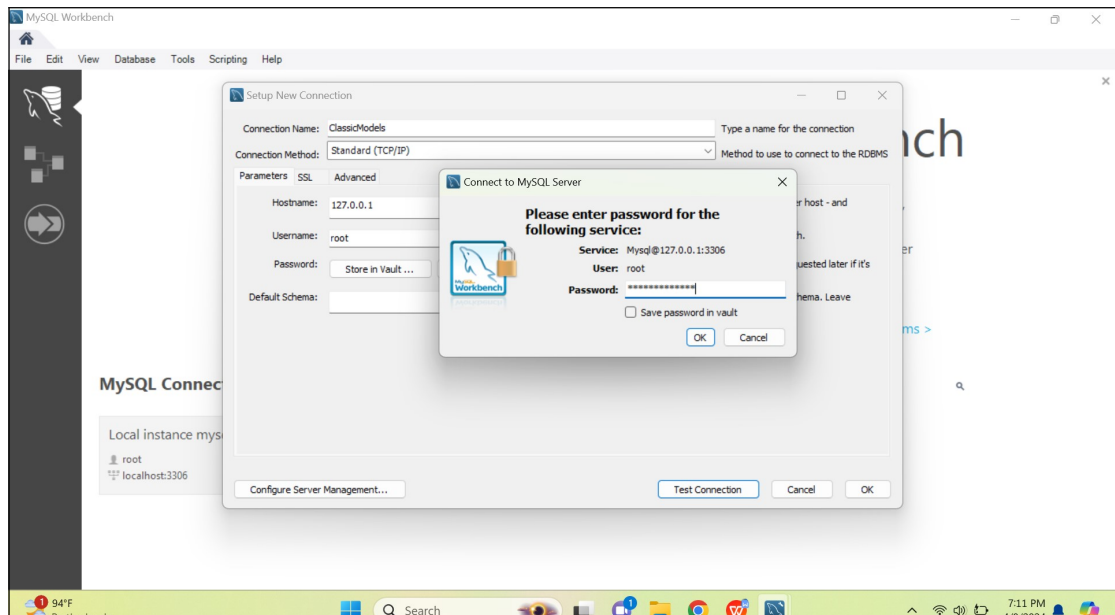 MySQL Workbench
File Edit View Database Tools Scripting Help
Setup New Connection
Connection Name: ClassicModels Type a name for the connection
Connection Method: Standard (TCP/IP) Method to use to connect to the RDBMS
Parameters SSL Advanced
Hostname: 127.0.0.1 host - and
Username: root
Password: Store in Vault ... uested later if it's
Default Schema: hema. Leave
Connect to MySQL Server
Please enter password for the
following service:
Service: Mysql@127.0.0.1:3306
User: root
Password: *************
Save password in vault
OK Cancel
ch
er
ms >
MySQL Connec
Local instance mys
root
localhost:3306
Configure Server Management... Test Connection Cancel OK
1 94°F
Search
7:11 PM